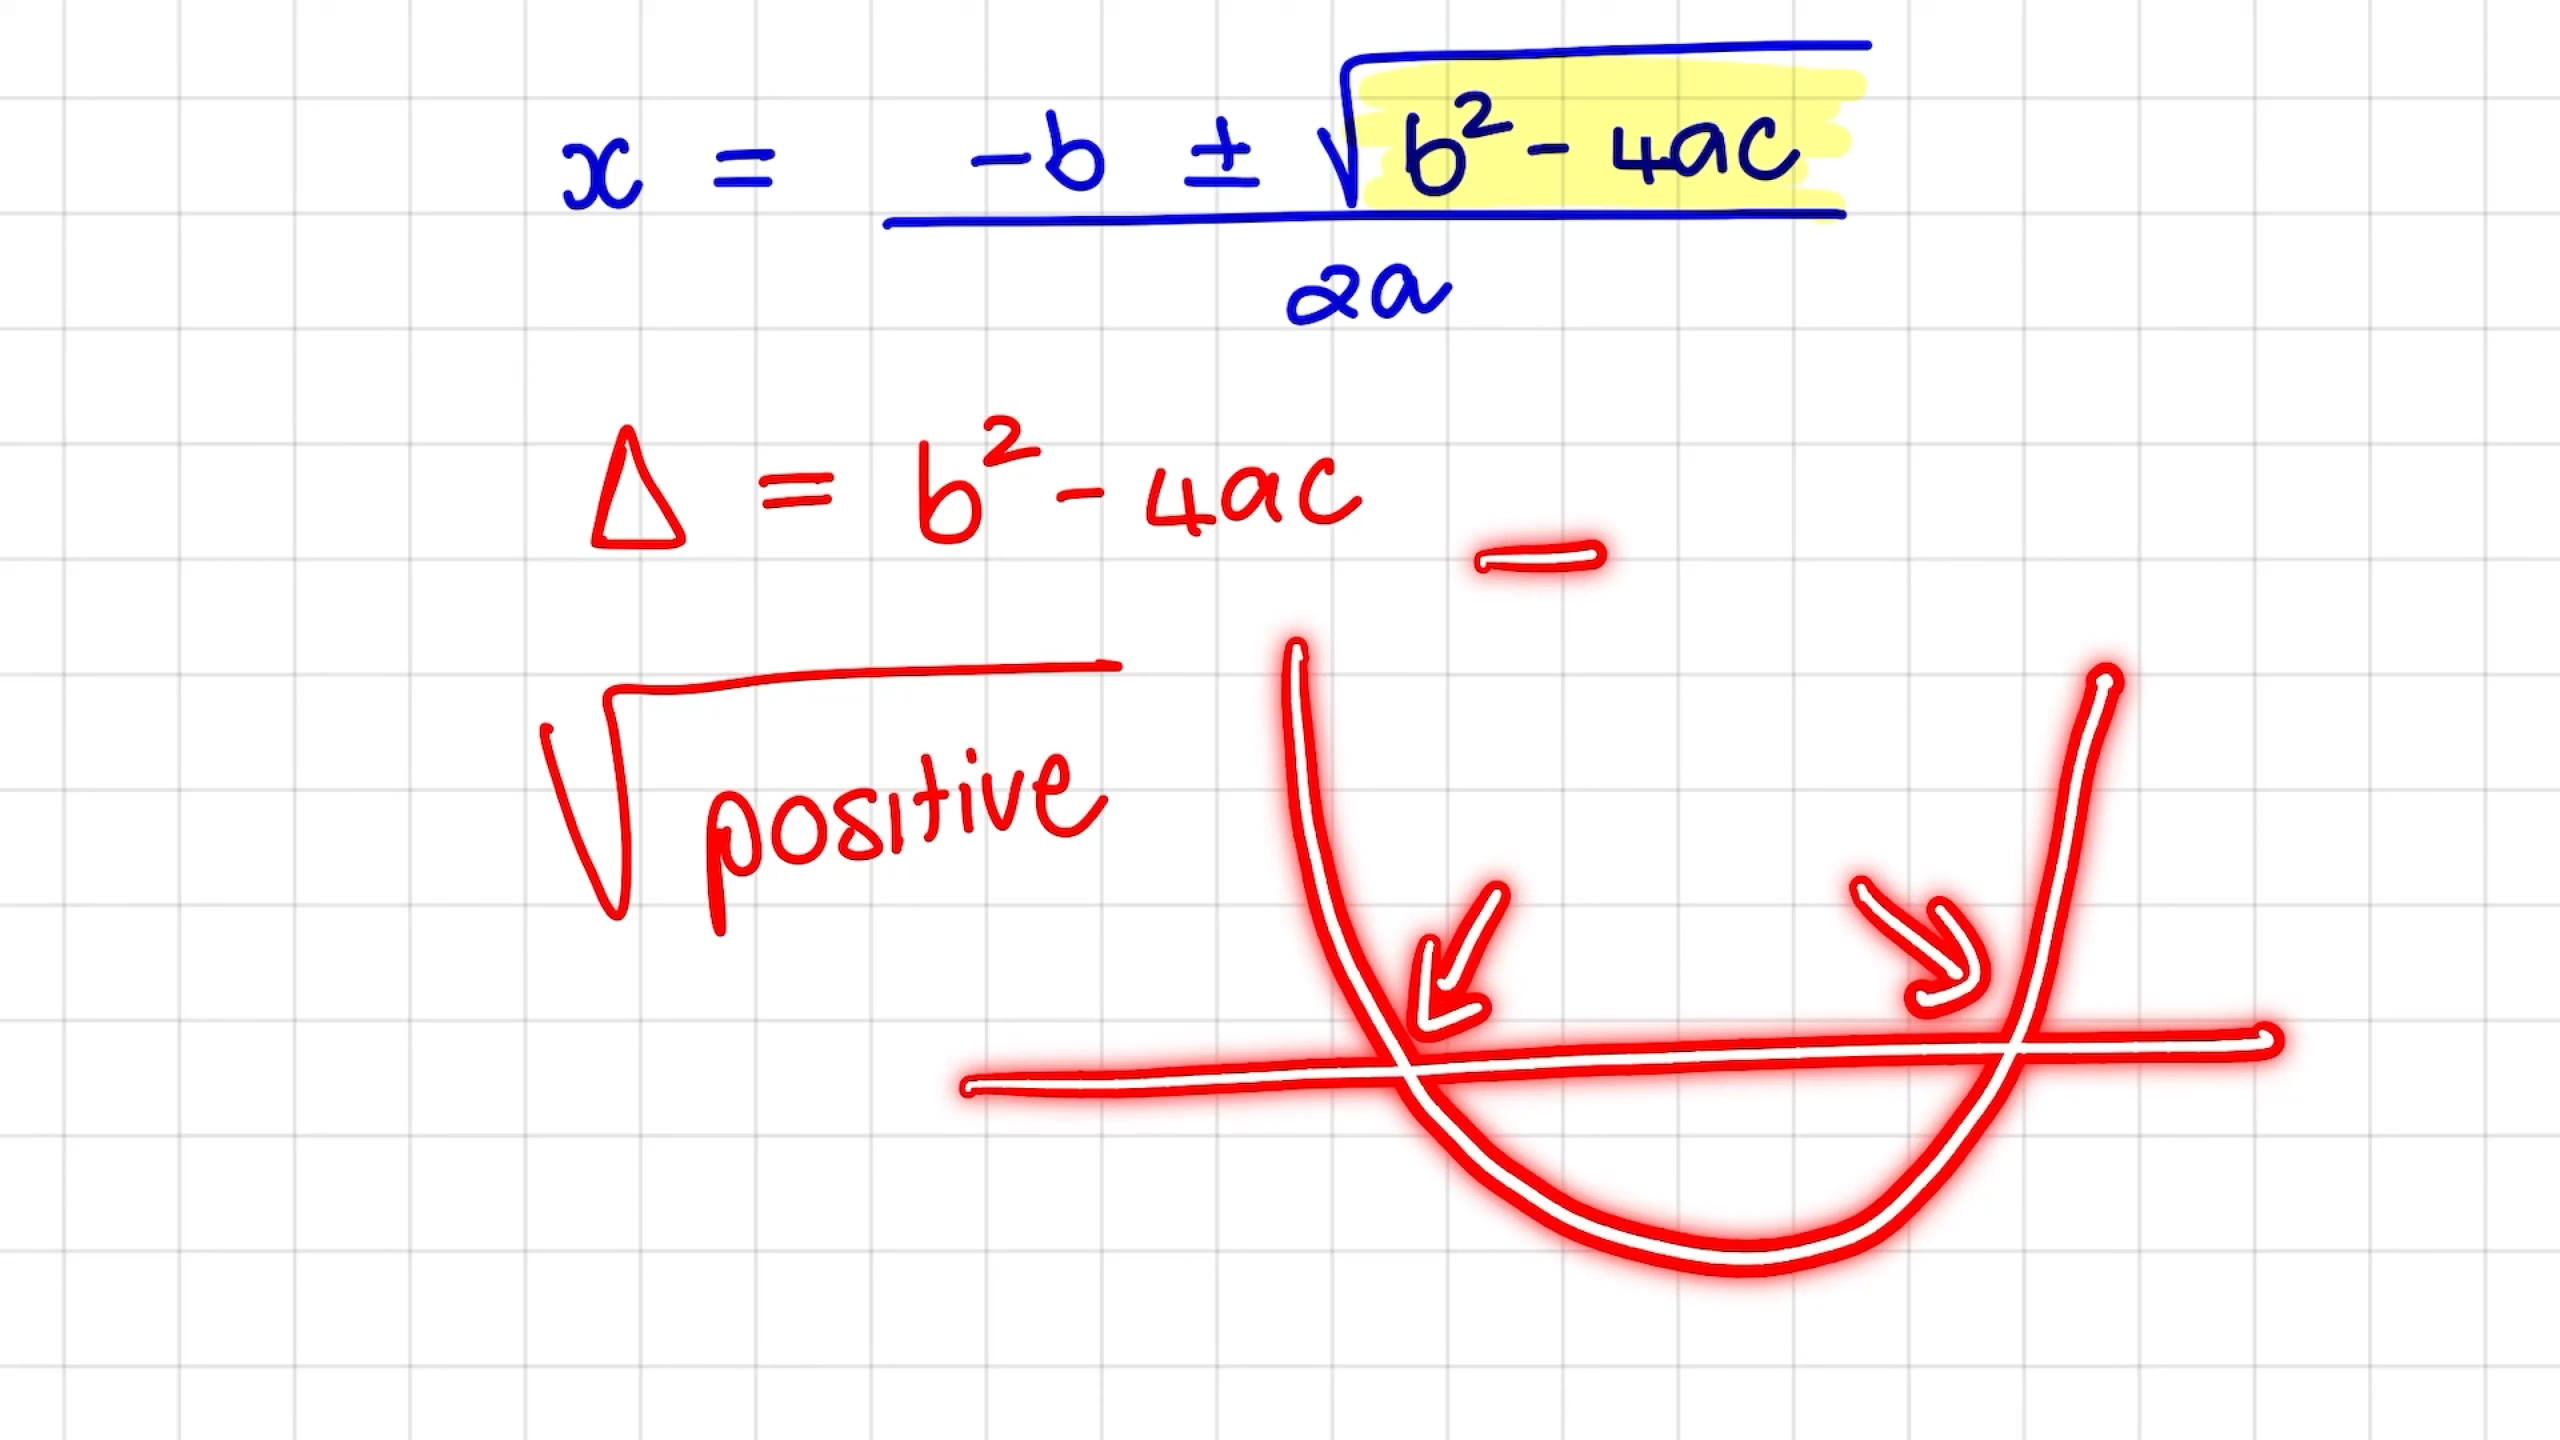 x = -b ± √b² - 4ac
2a
Δ = b² - 4ac
√positive